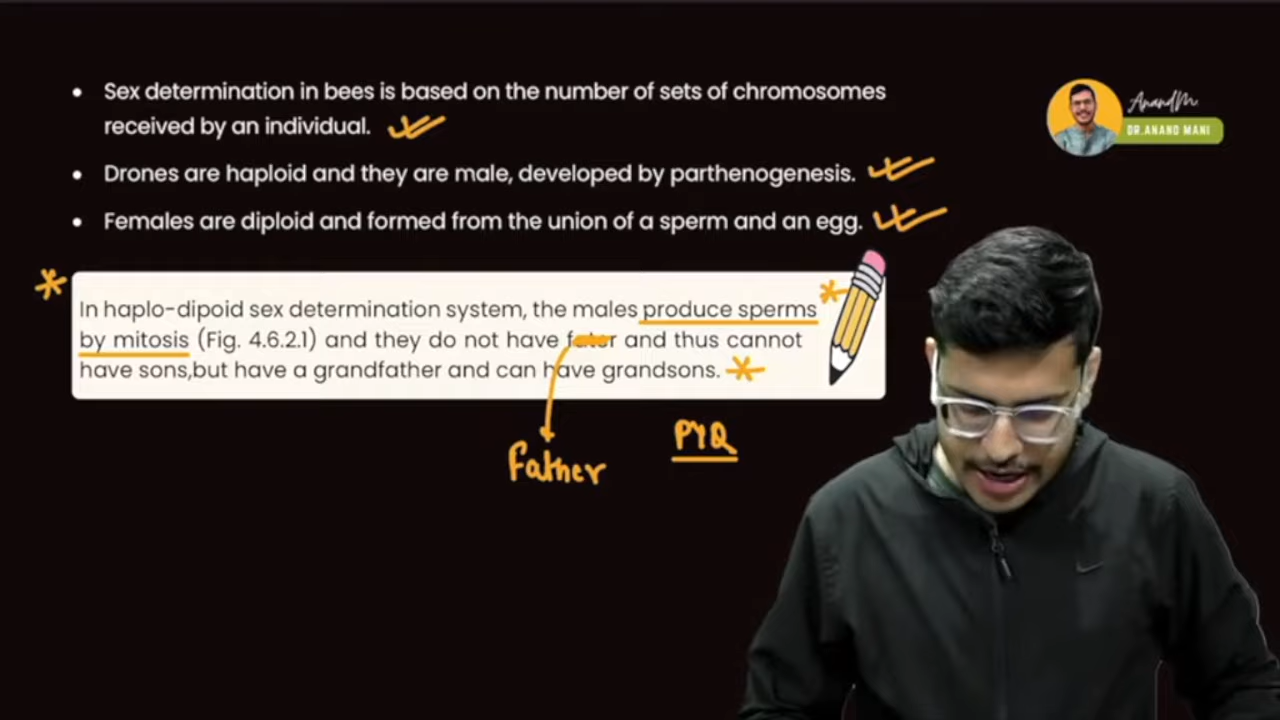 • Sex determination in bees is based on the number of sets of chromosomes
received by an individual.
• Drones are haploid and they are male, developed by parthenogenesis.
• Females are diploid and formed from the union of a sperm and an egg.
In haplo-dipoid sex determination system, the males produce sperms
by mitosis (Fig. 4.6.2.1) and they do not have fater and thus cannot
have sons,but have a grandfather and can have grandsons.
Father
PYQ
AnandM
DR.ANAND MANI